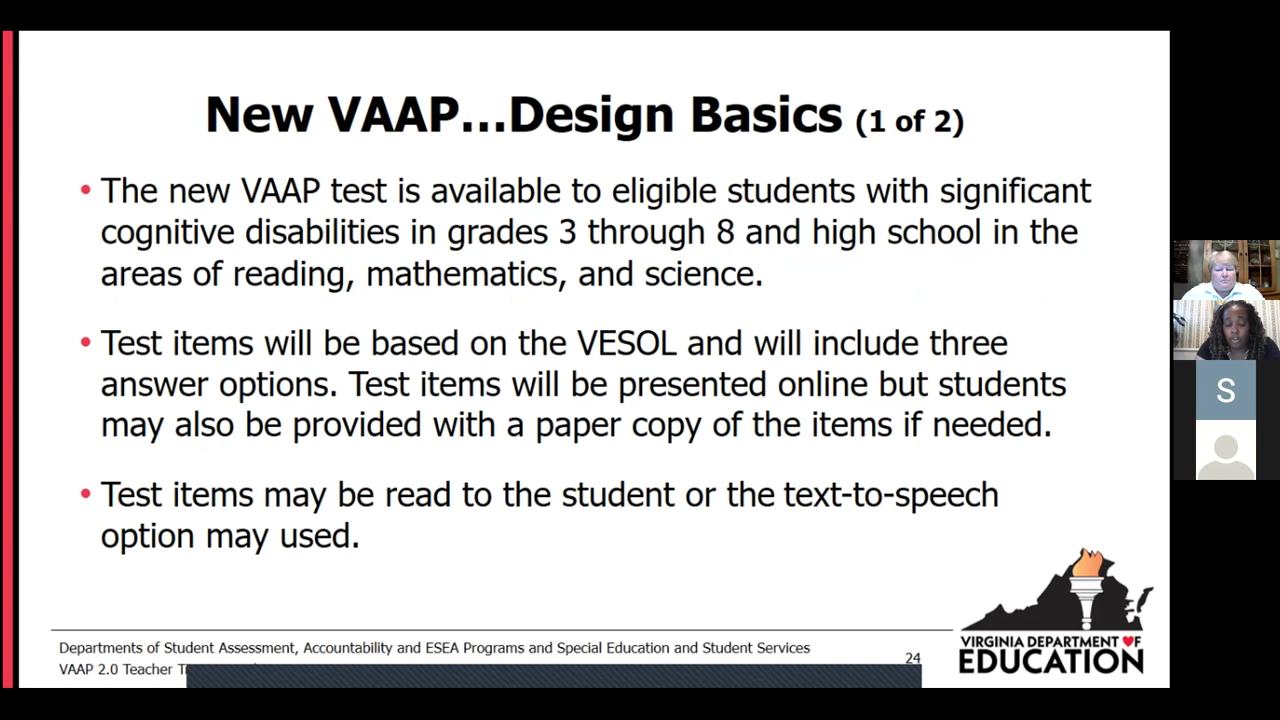 New VAAP...Design Basics (1 of 2)
• The new VAAP test is available to eligible students with significant
cognitive disabilities in grades 3 through 8 and high school in the
areas of reading, mathematics, and science.
• Test items will be based on the VESOL and will include three
answer options. Test items will be presented online but students
may also be provided with a paper copy of the items if needed.
• Test items may be read to the student or the text-to-speech
option may used.
Departments of Student Assessment, Accountability and ESEA Programs and Special Education and Student Services
VAAP 2.0 Teacher
24
VIRGINIA DEPARTMENT OF
EDUCATION
S